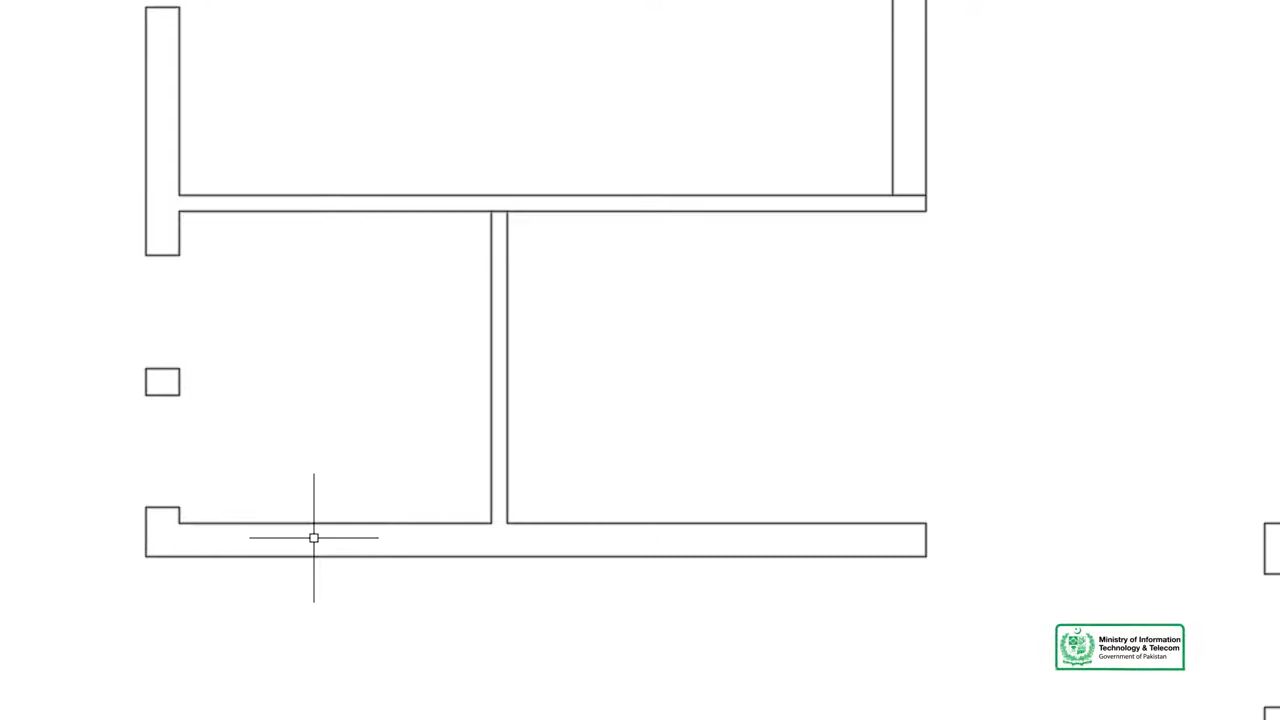 Ministry of Information
Technology & Telecom
Government of Pakistan